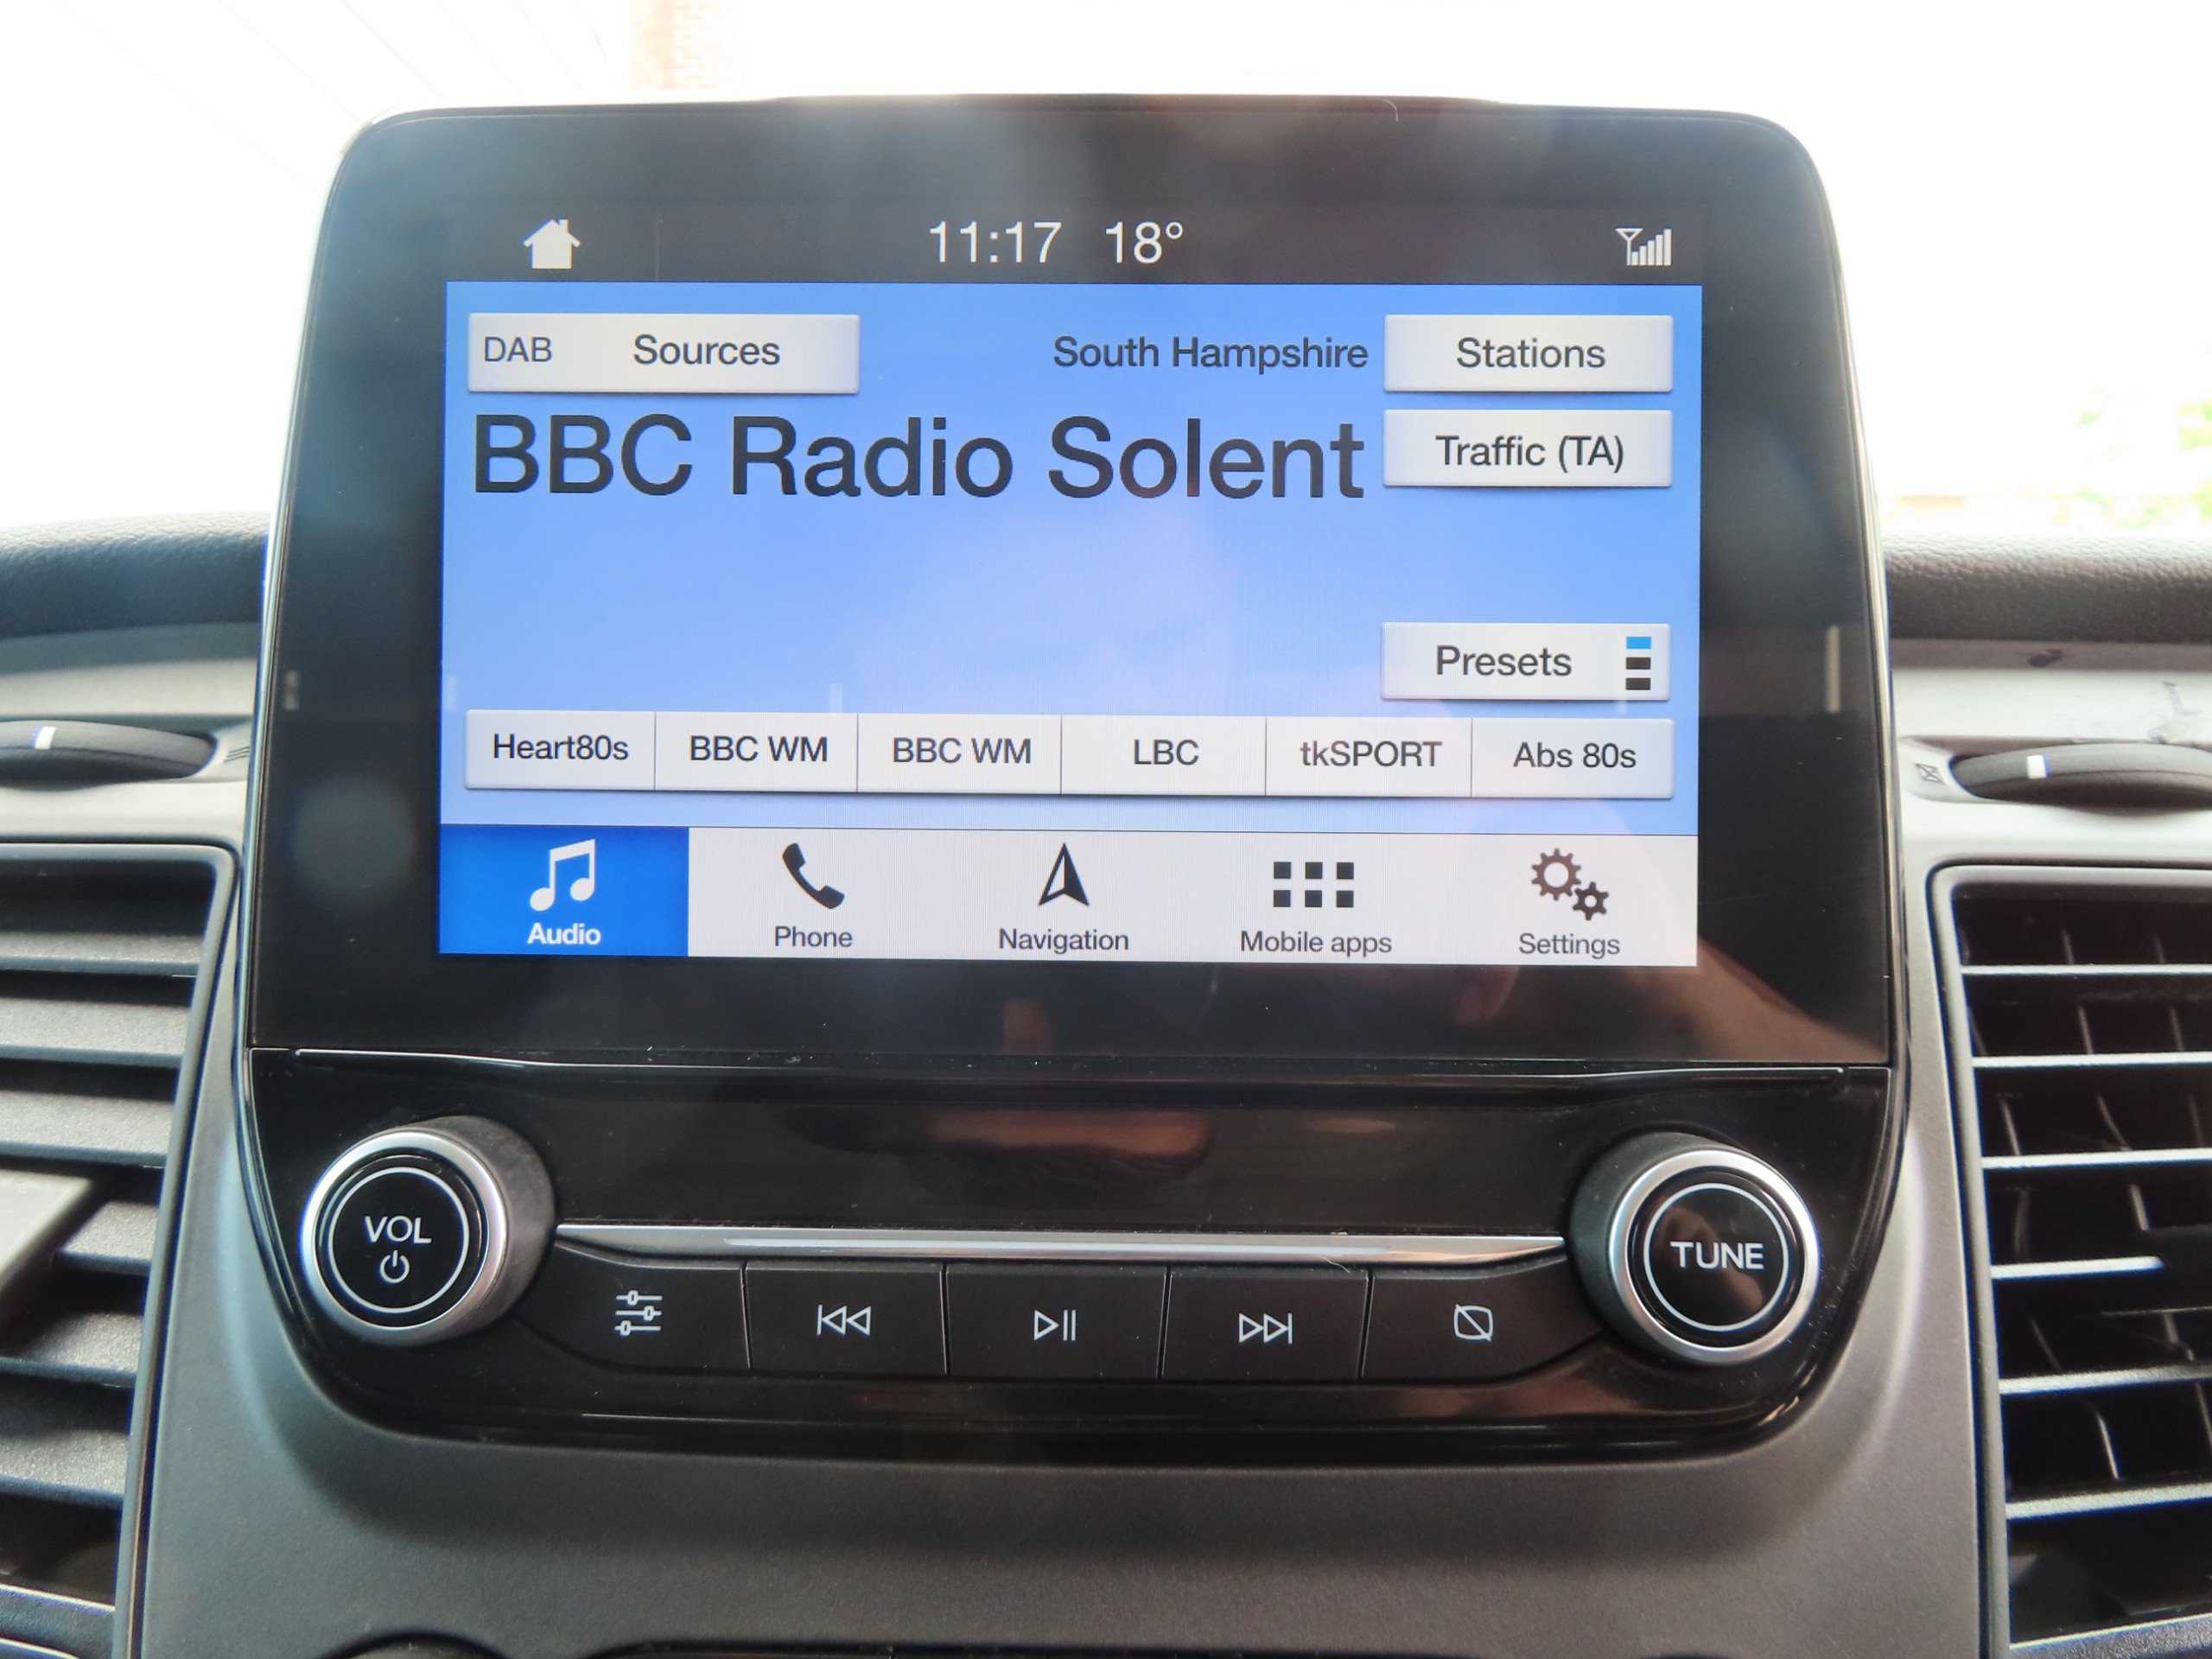 11:17 18°
DAB Sources South Hampshire Stations
BBC Radio Solent Traffic (TA)
Presets
Heart80s BBC WM BBC WM LBC tkSPORT Abs 80s
Audio Phone Navigation Mobile apps Settings
VOL
TUNE